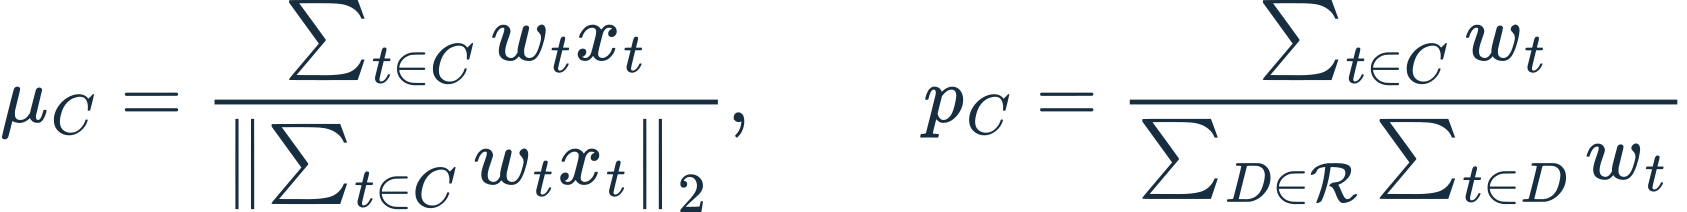 \mu_C = \frac{\sum_{t \in C} w_t x_t}{\left\| \sum_{t \in C} w_t x_t \right\|_2}, \qquad p_C = \frac{\sum_{t \in C} w_t}{\sum_{D \in \mathcal{R}} \sum_{t \in D} w_t}